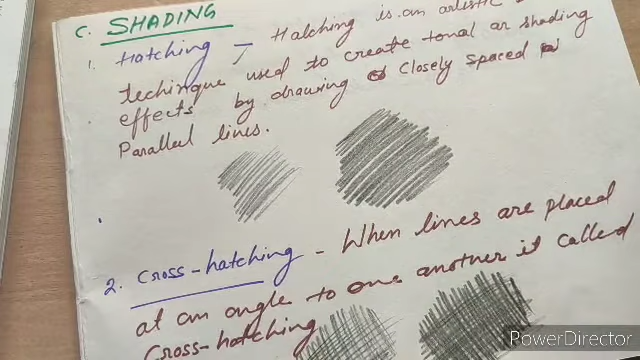 C. SHADING
1. Hatching - Hatching is an artistic
techinque used to create tonal or shading
effects by drawing closely spaced
Parallel lines.
2. Cross-hatching - When lines are placed
at an angle to one another it called
Cross-hatching
PowerDirector